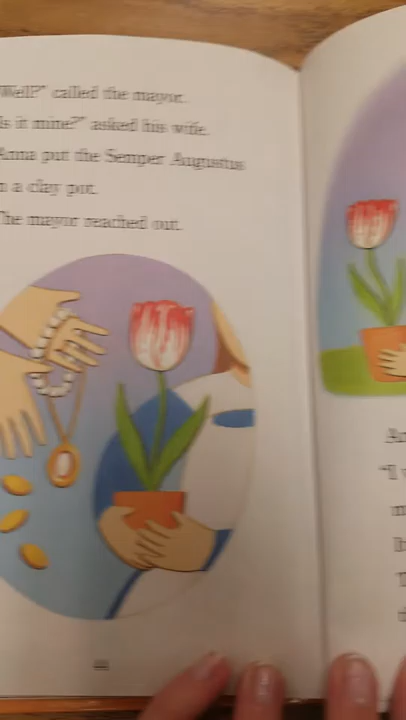 Well?" called the mayor.
Is it mine?" asked his wife.
Anna put the Semper Augustus
n a clay pot.
The mayor reached out.
"I